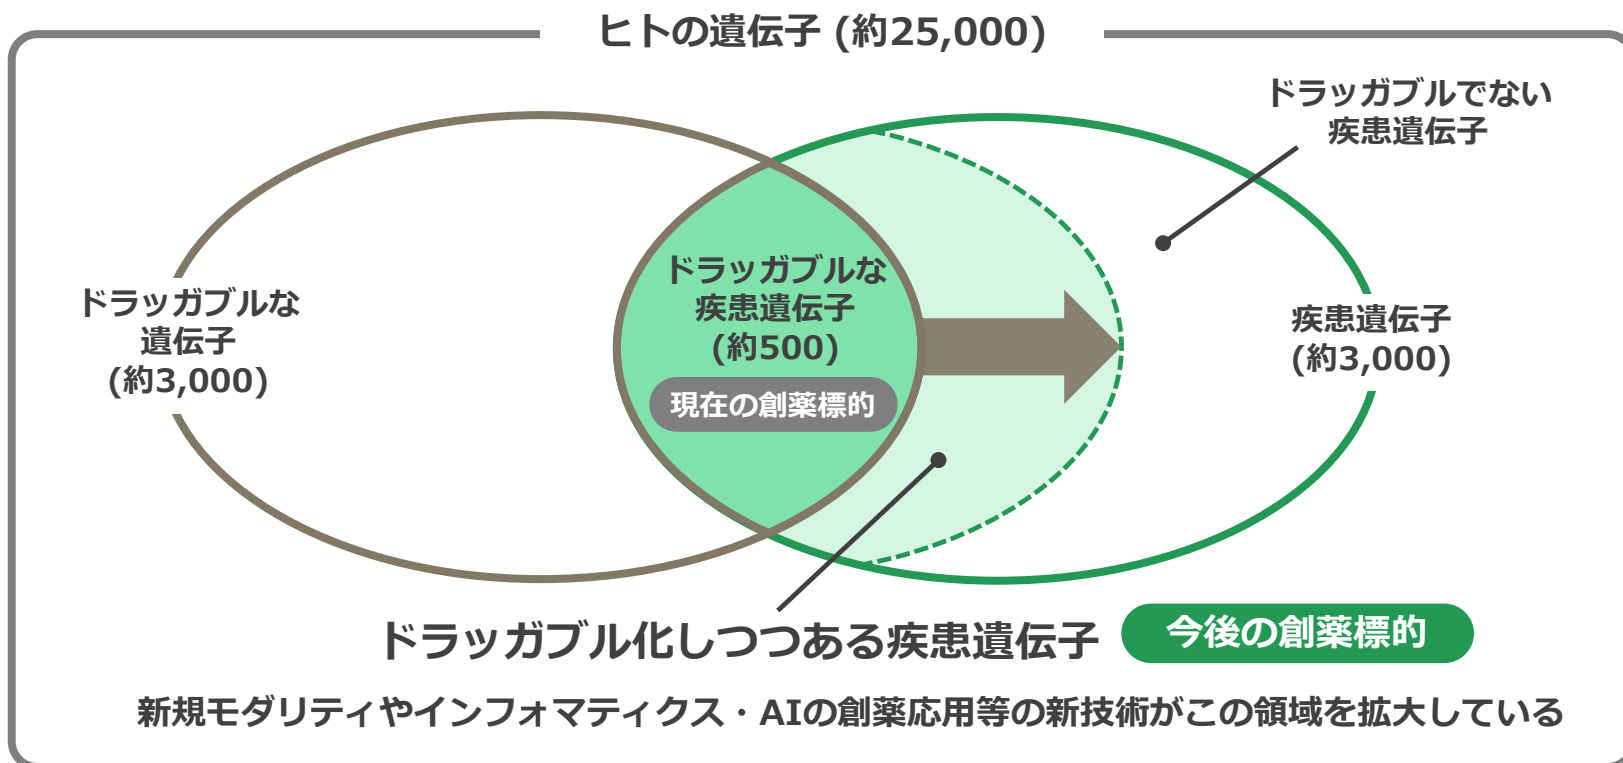 ヒトの遺伝子 (約25,000)
ドラッガブルでない
疾患遺伝子
ドラッガブルな
遺伝子
(約3,000)
ドラッガブルな
疾患遺伝子
(約500)
現在の創薬標的
疾患遺伝子
(約3,000)
ドラッガブル化しつつある疾患遺伝子
今後の創薬標的
新規モダリティやインフォマティクス・AIの創薬応用等の新技術がこの領域を拡大している